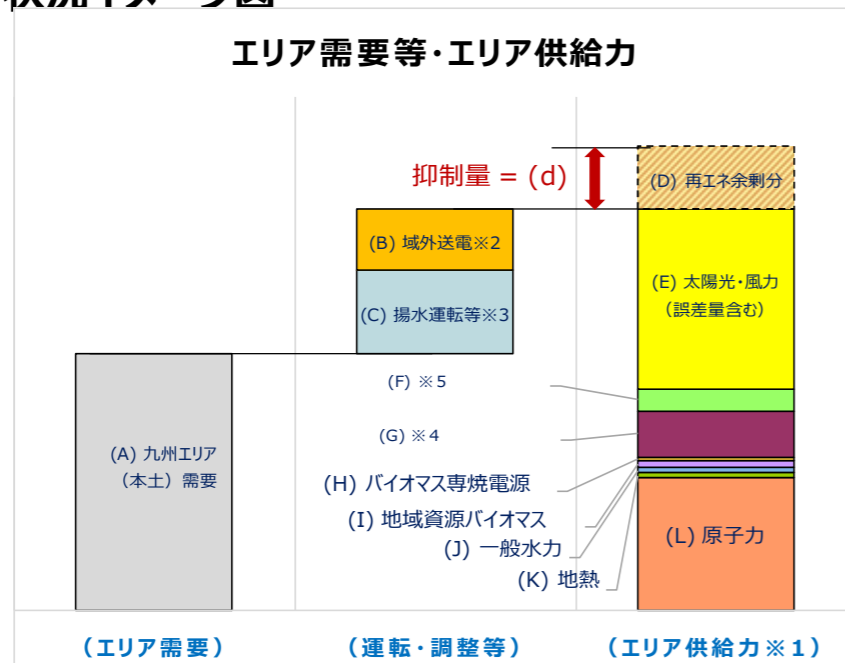 エリア需要等・エリア供給力
抑制量 = (d)
(D) 再エネ余剰分
(B) 域外送電※2
(C) 揚水運転等※3
(E) 太陽光・風力
（誤差量含む）
(F) ※5
(G) ※4
(A) 九州エリア
（本土）需要
(H) バイオマス専焼電源
(I) 地域資源バイオマス
(J) 一般水力
(K) 地熱
(L) 原子力
（エリア需要）
（運転・調整等）
（エリア供給力※1）